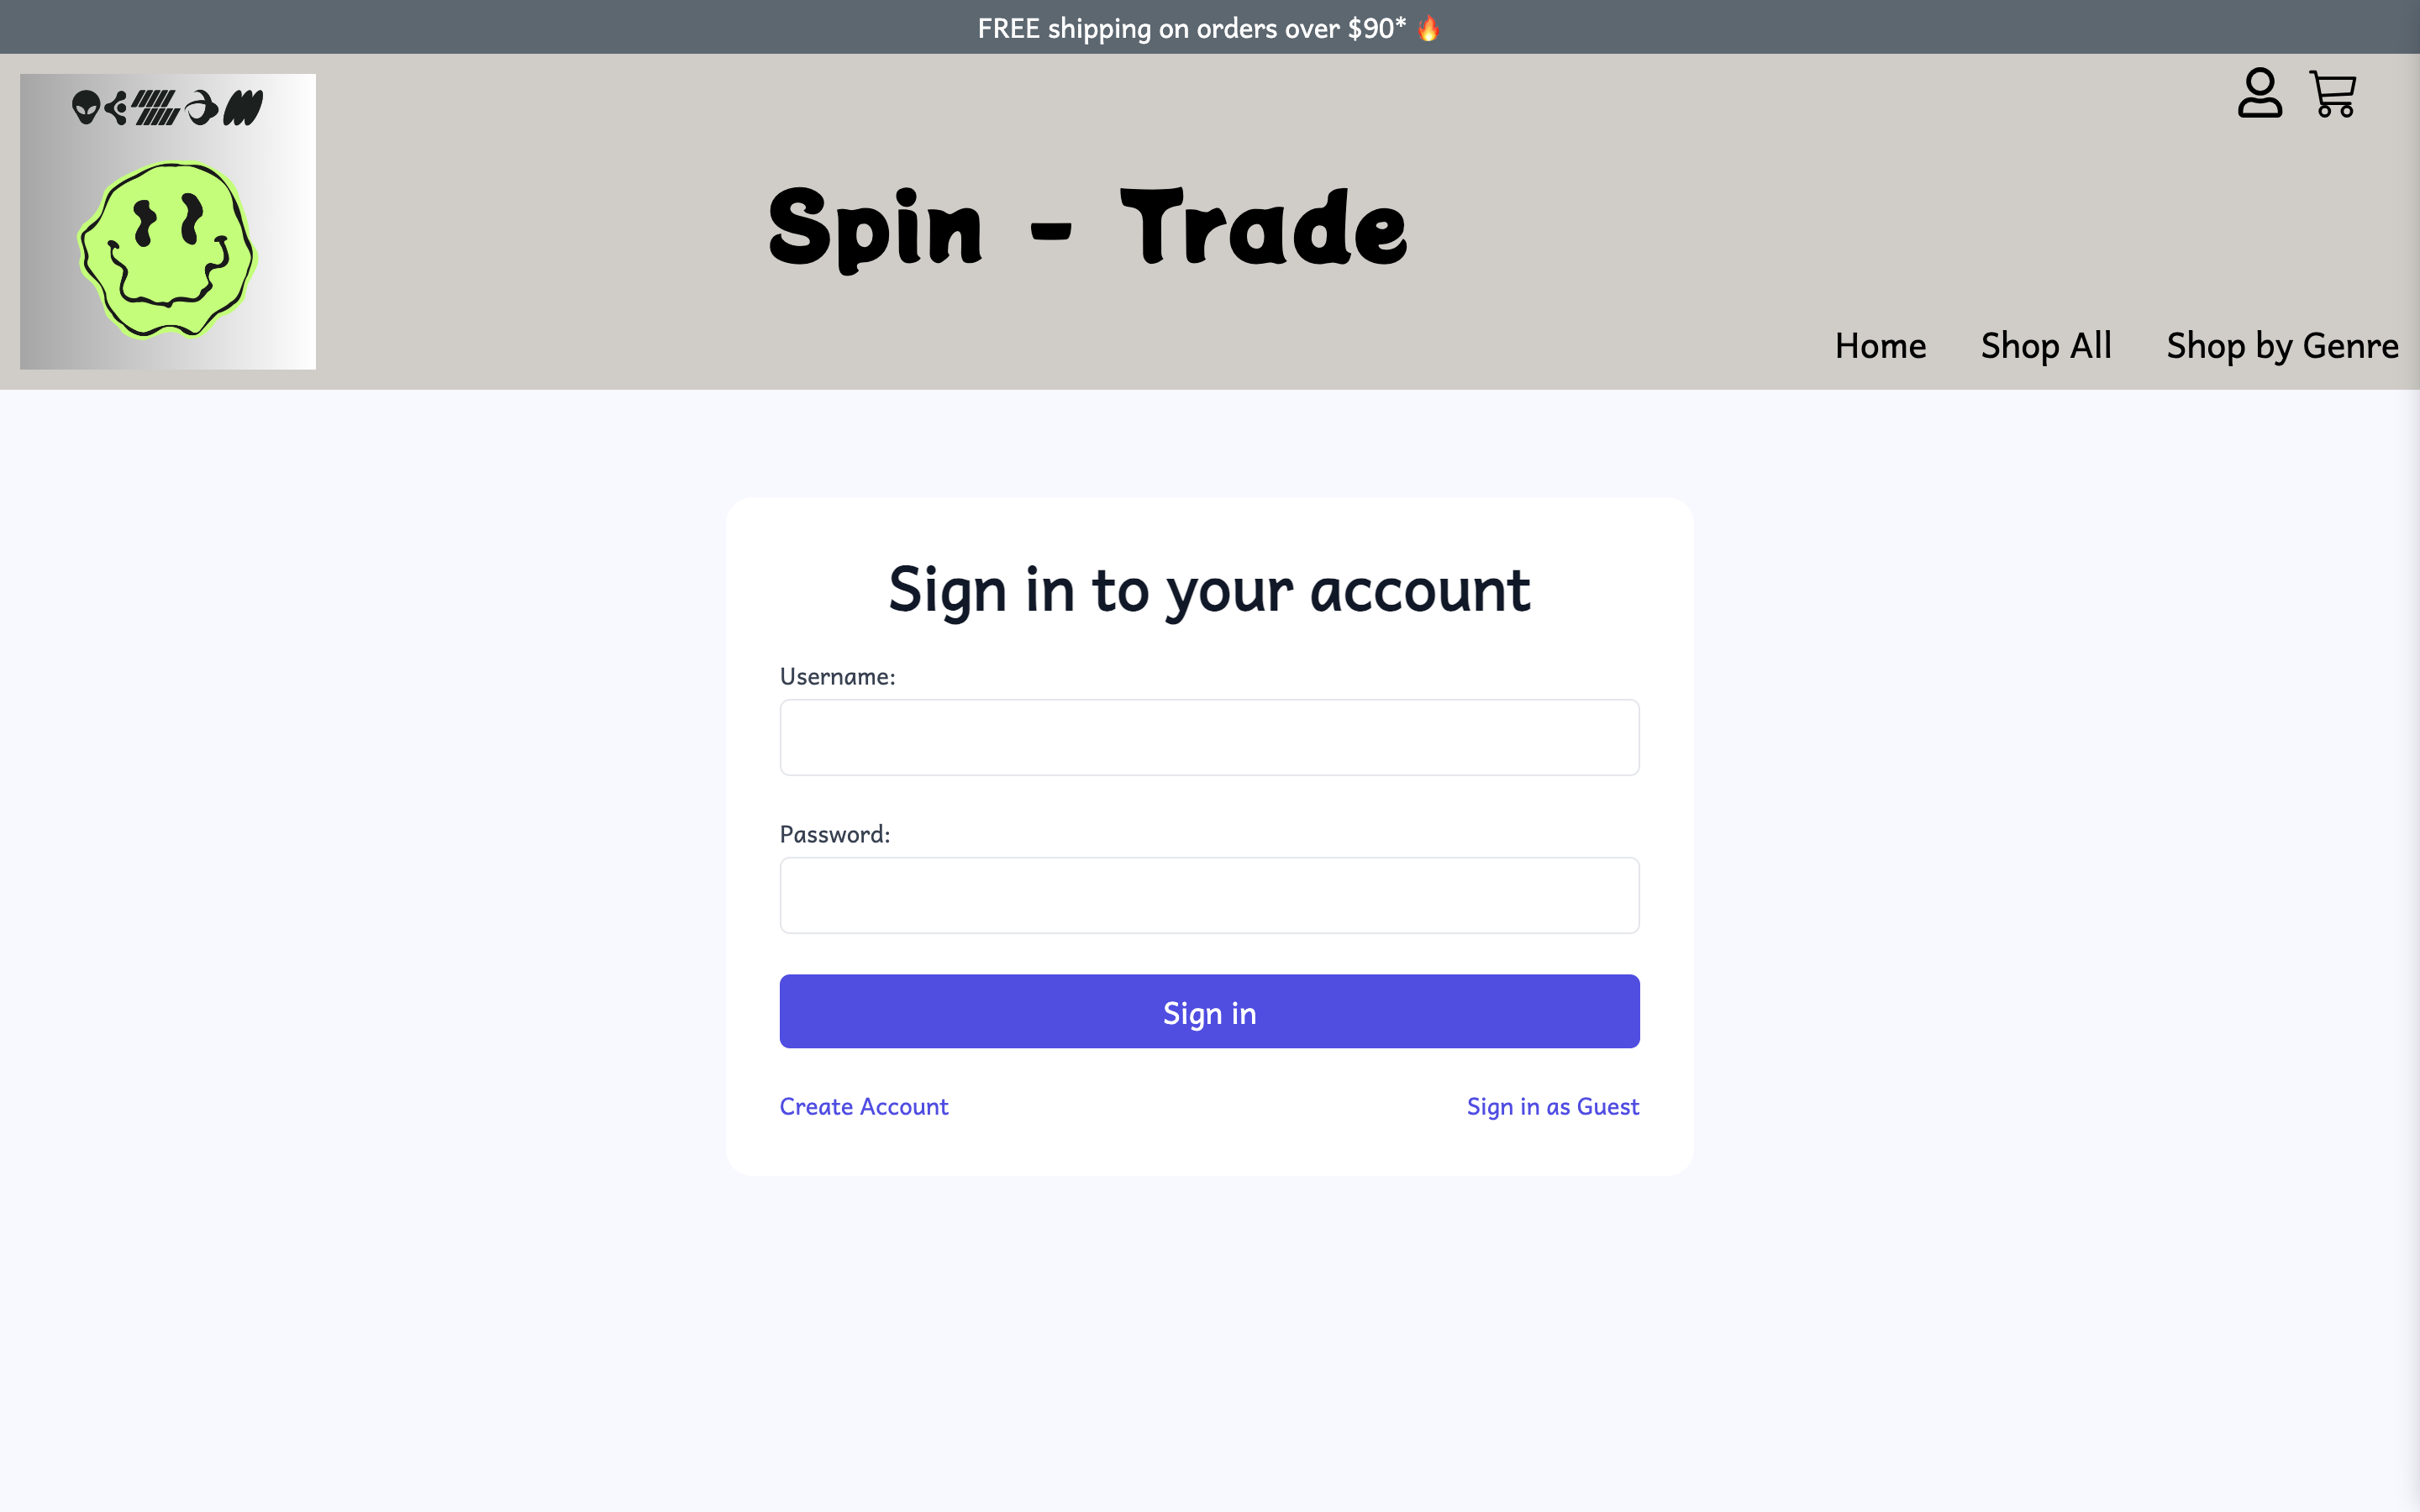 FREE shipping on orders over $90* 🔥
Spin - Trade
Home Shop All Shop by Genre
Sign in to your account
Username:
Password:
Sign in
Create Account Sign in as Guest